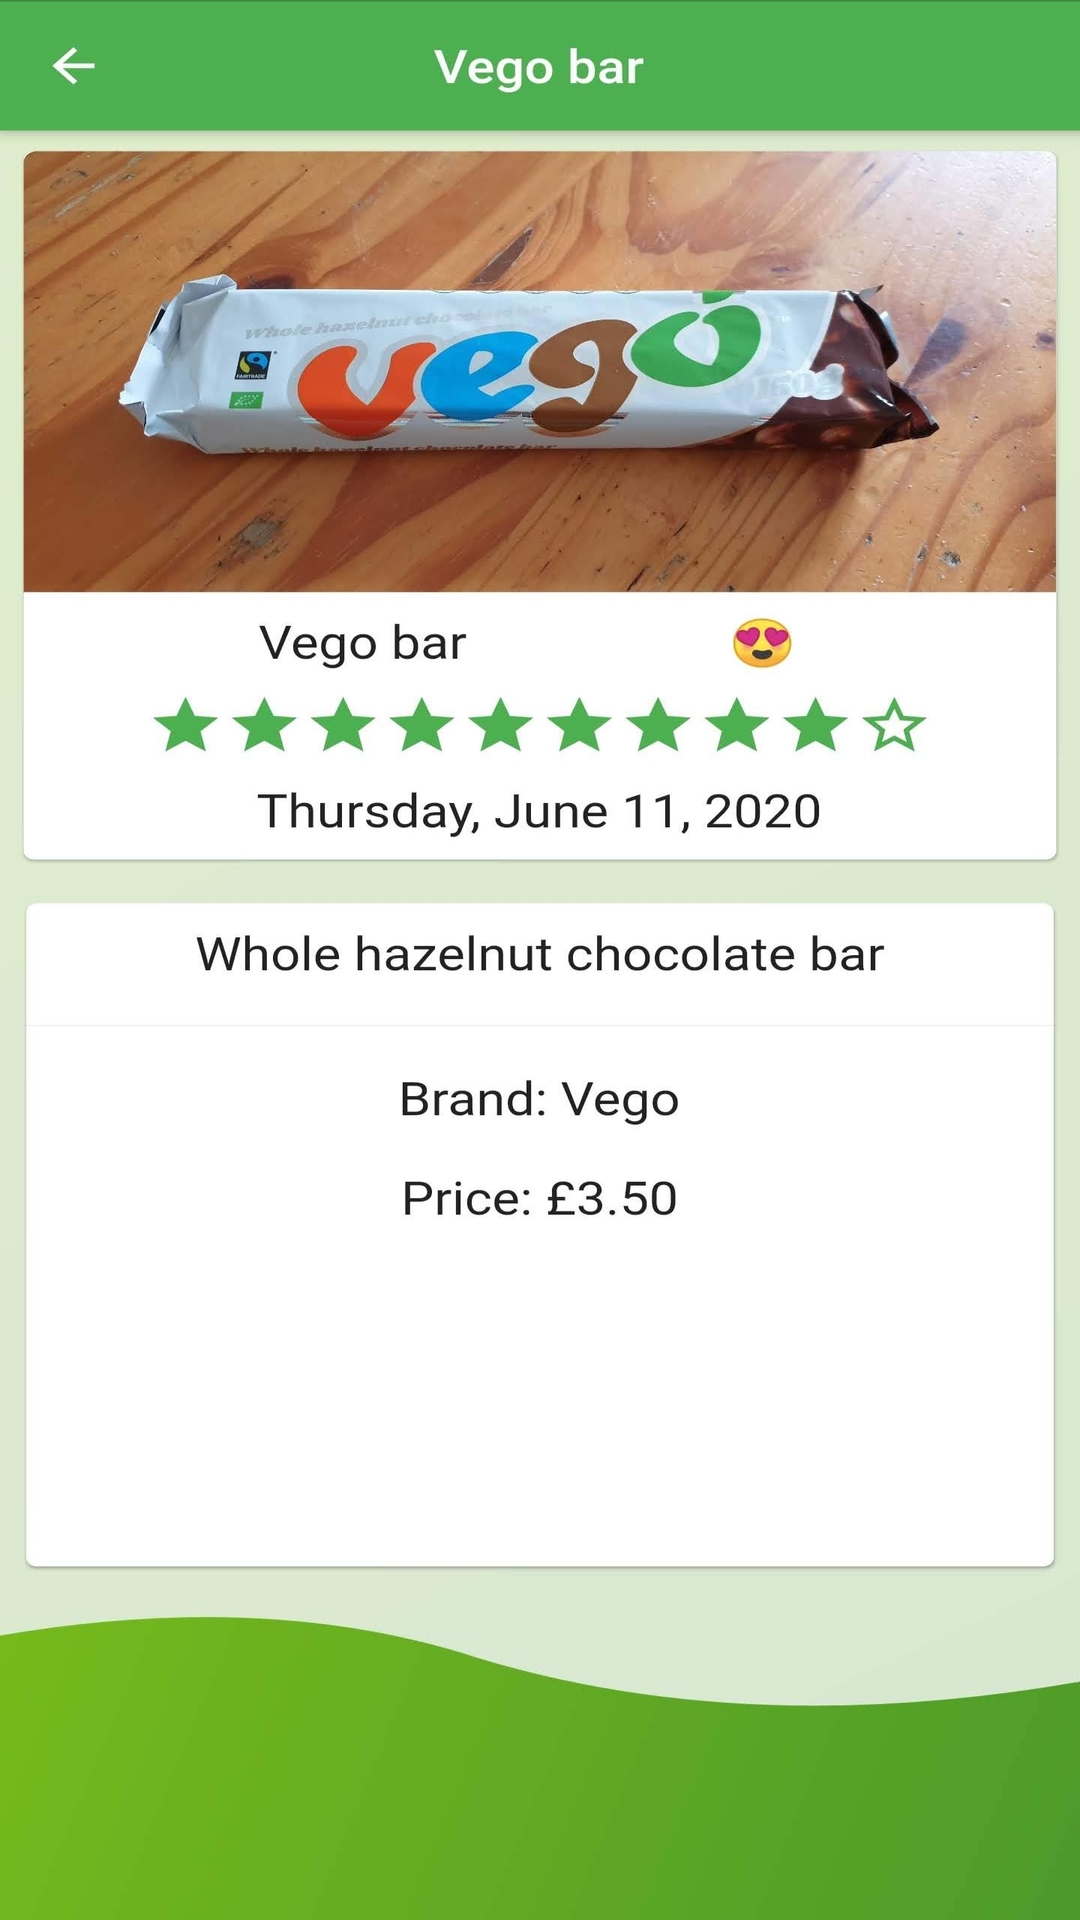 Vego bar
Whole hazelnut chocolate bar
FAIRTRADE
vego
150g
Whole hazelnut chocolate bar
Vego bar
Thursday, June 11, 2020
Whole hazelnut chocolate bar
Brand: Vego
Price: £3.50